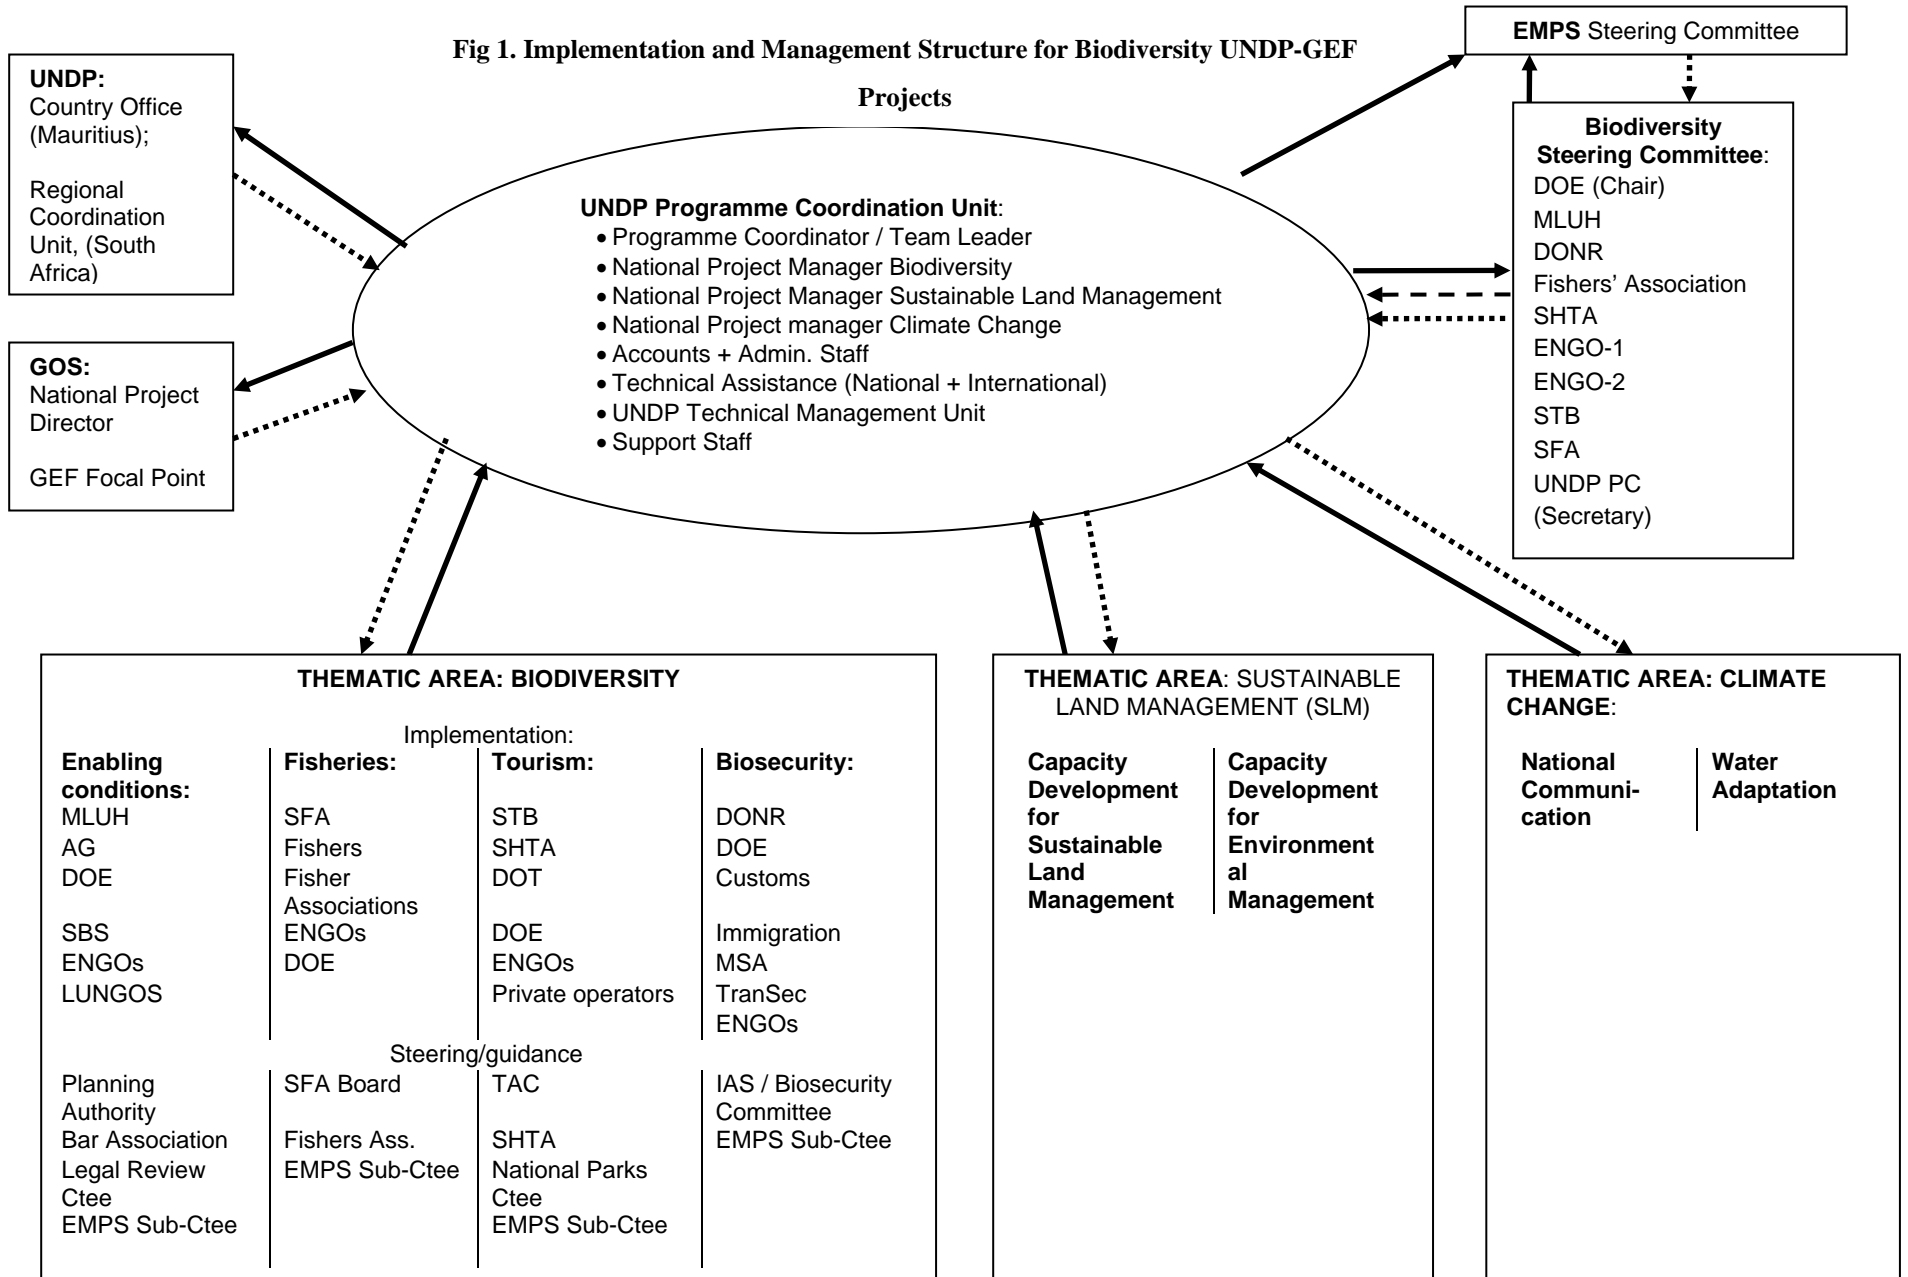 Fig 1. Implementation and Management Structure for Biodiversity UNDP-GEF
Projects
UNDP:
Country Office
(Mauritius);
Regional
Coordination
Unit, (South
Africa)
GOS:
National Project
Director
GEF Focal Point
UNDP Programme Coordination Unit:
• Programme Coordinator / Team Leader
• National Project Manager Biodiversity
• National Project Manager Sustainable Land Management
• National Project manager Climate Change
• Accounts + Admin. Staff
• Technical Assistance (National + International)
• UNDP Technical Management Unit
• Support Staff
EMPS Steering Committee
Biodiversity
Steering Committee:
DOE (Chair)
MLUH
DONR
Fishers’ Association
SHTA
ENGO-1
ENGO-2
STB
SFA
UNDP PC
(Secretary)
THEMATIC AREA: BIODIVERSITY
Implementation:
Enabling
conditions:
MLUH
AG
DOE
SBS
ENGOs
LUNGOS
Fisheries:
SFA
Fishers
Fisher
Associations
ENGOs
DOE
Tourism:
STB
SHTA
DOT
DOE
ENGOs
Private operators
Biosecurity:
DONR
DOE
Customs
Immigration
MSA
TranSec
ENGOs
Steering/guidance
Planning
Authority
Bar Association
Legal Review
Ctee
EMPS Sub-Ctee
SFA Board
Fishers Ass.
EMPS Sub-Ctee
TAC
SHTA
National Parks
Ctee
EMPS Sub-Ctee
IAS / Biosecurity
Committee
EMPS Sub-Ctee
THEMATIC AREA: SUSTAINABLE
LAND MANAGEMENT (SLM)
Capacity
Development
for
Sustainable
Land
Management
Capacity
Development
for
Environment
al
Management
THEMATIC AREA: CLIMATE
CHANGE:
National
Communi-
cation
Water
Adaptation